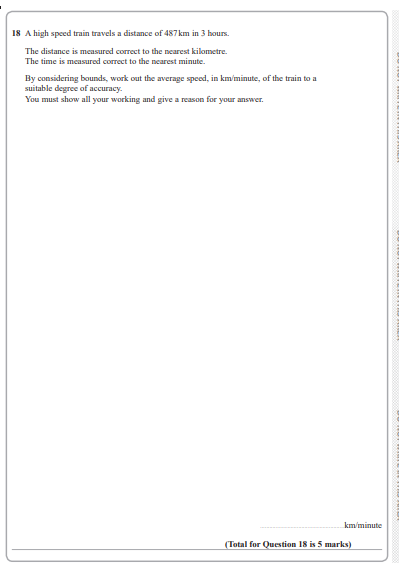 18 A high speed train travels a distance of 487 km in 3 hours.
The distance is measured correct to the nearest kilometre.
The time is measured correct to the nearest minute.
By considering bounds, work out the average speed, in km/minute, of the train to a
suitable degree of accuracy.
You must show all your working and give a reason for your answer.
km/minute
(Total for Question 18 is 5 marks)